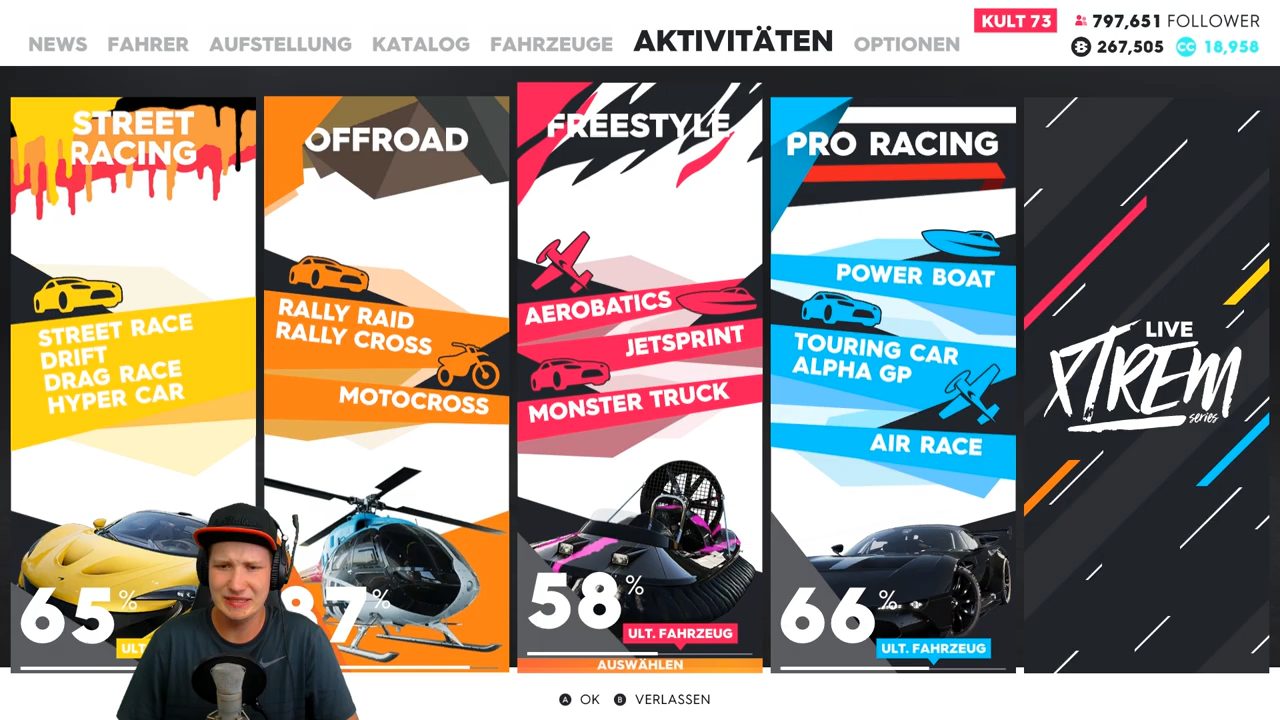 NEWS FAHRER AUFSTELLUNG KATALOG FAHRZEUGE AKTIVITÄTEN OPTIONEN
KULT 73 797,651 FOLLOWER
267,505 CC 18,958
STREET
RACING
STREET RACE
DRIFT
DRAG RACE
HYPER CAR
65%
ULT.
OFFROAD
RALLY RAID
RALLY CROSS
MOTOCROSS
87%
FREESTYLE
AEROBATICS
JETSPRINT
MONSTER TRUCK
58%
ULT. FAHRZEUG
AUSWÄHLEN
PRO RACING
POWER BOAT
TOURING CAR
ALPHA GP
AIR RACE
66%
ULT. FAHRZEUG
LIVE
XTREM
series
A OK B VERLASSEN